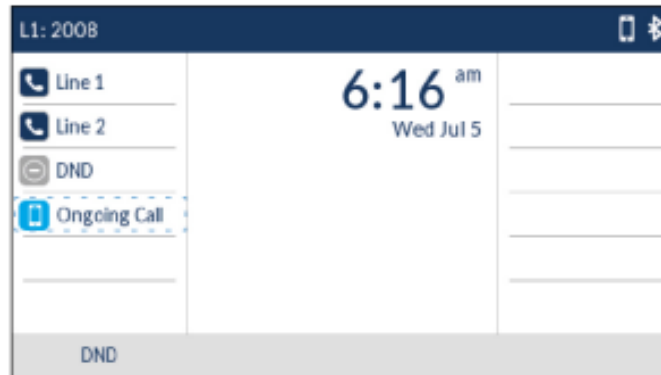 L1: 2008
Line 1
Line 2
DND
Ongoing Call
6:16 am
Wed Jul 5
DND